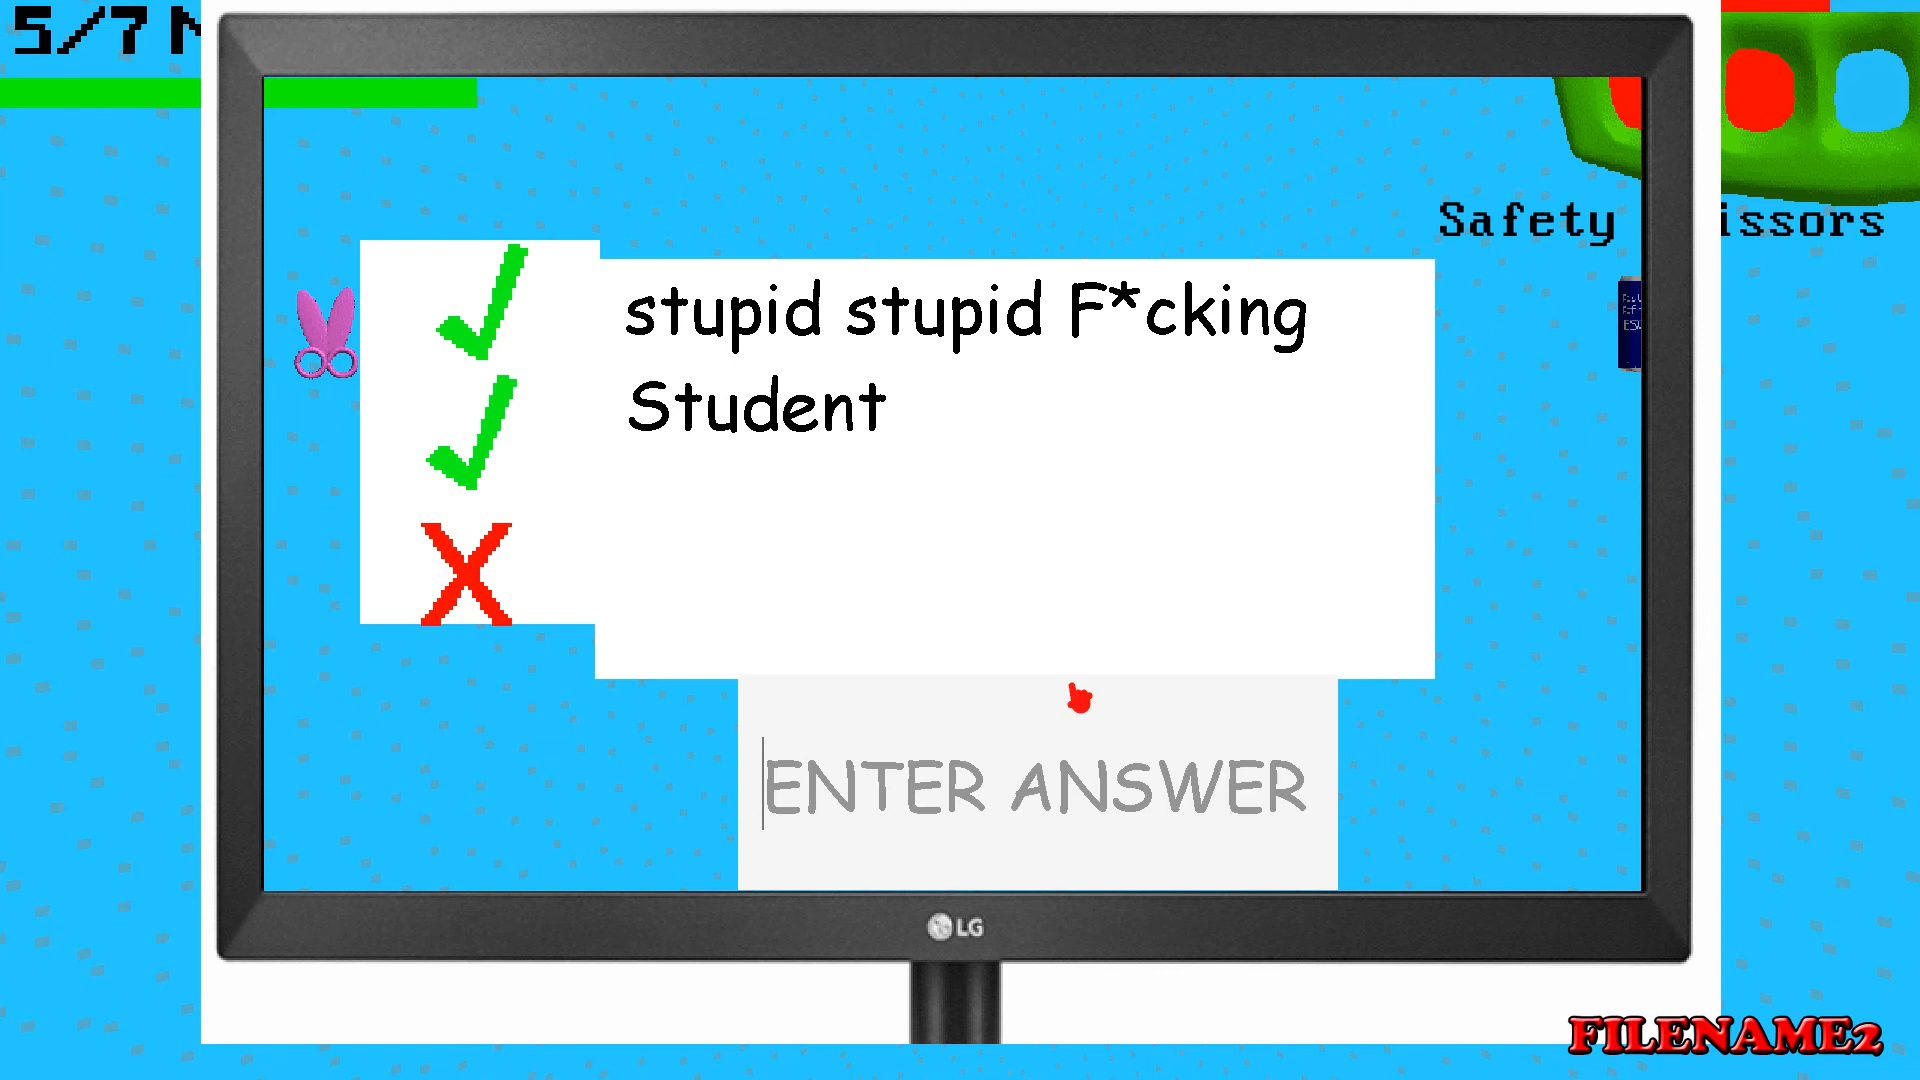 5/7 N
Safety issors
stupid stupid F*cking
Student
ENTER ANSWER
LG
FILENAME2